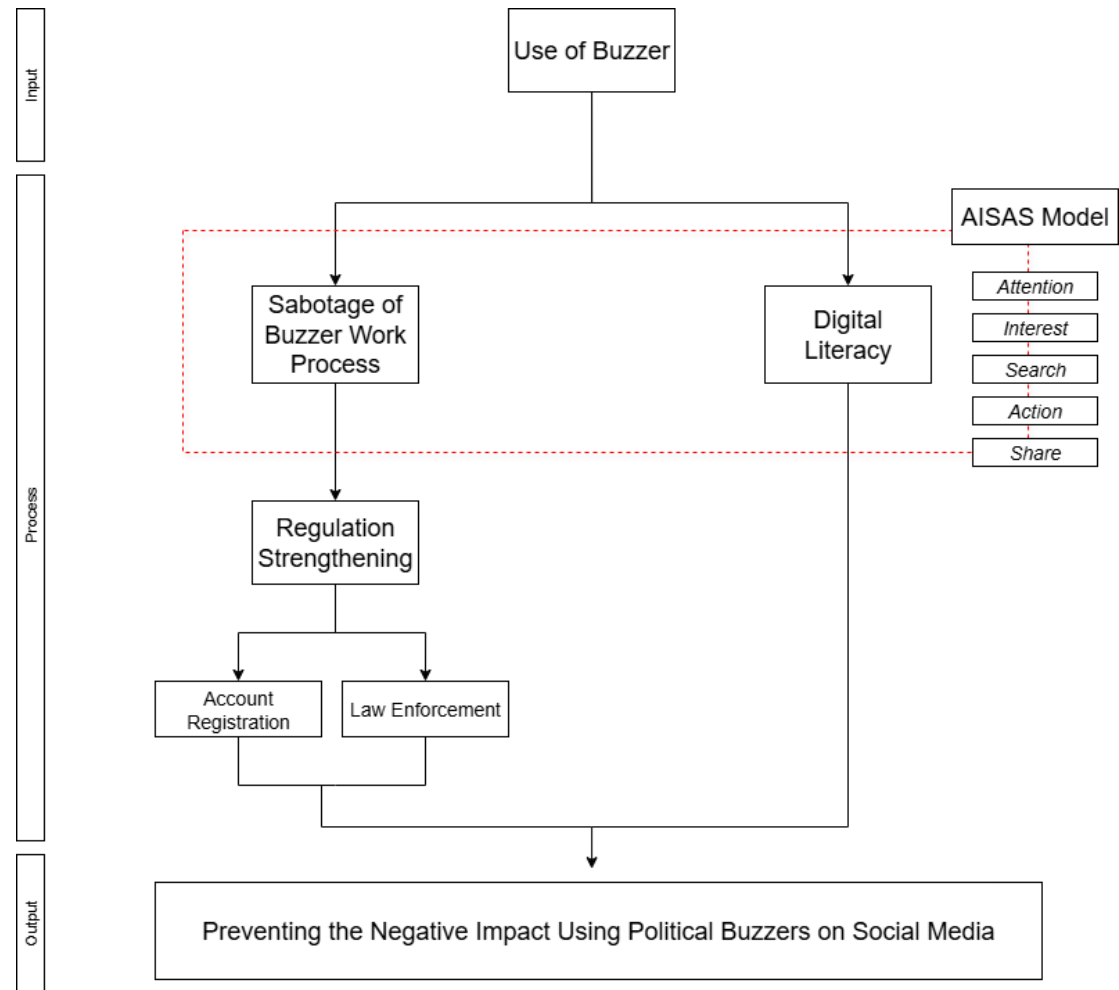 Input
Use of Buzzer
Process
AISAS Model
Attention
Interest
Search
Action
Share
Sabotage of
Buzzer Work
Process
Digital
Literacy
Regulation
Strengthening
Account
Registration
Law Enforcement
Output
Preventing the Negative Impact Using Political Buzzers on Social Media